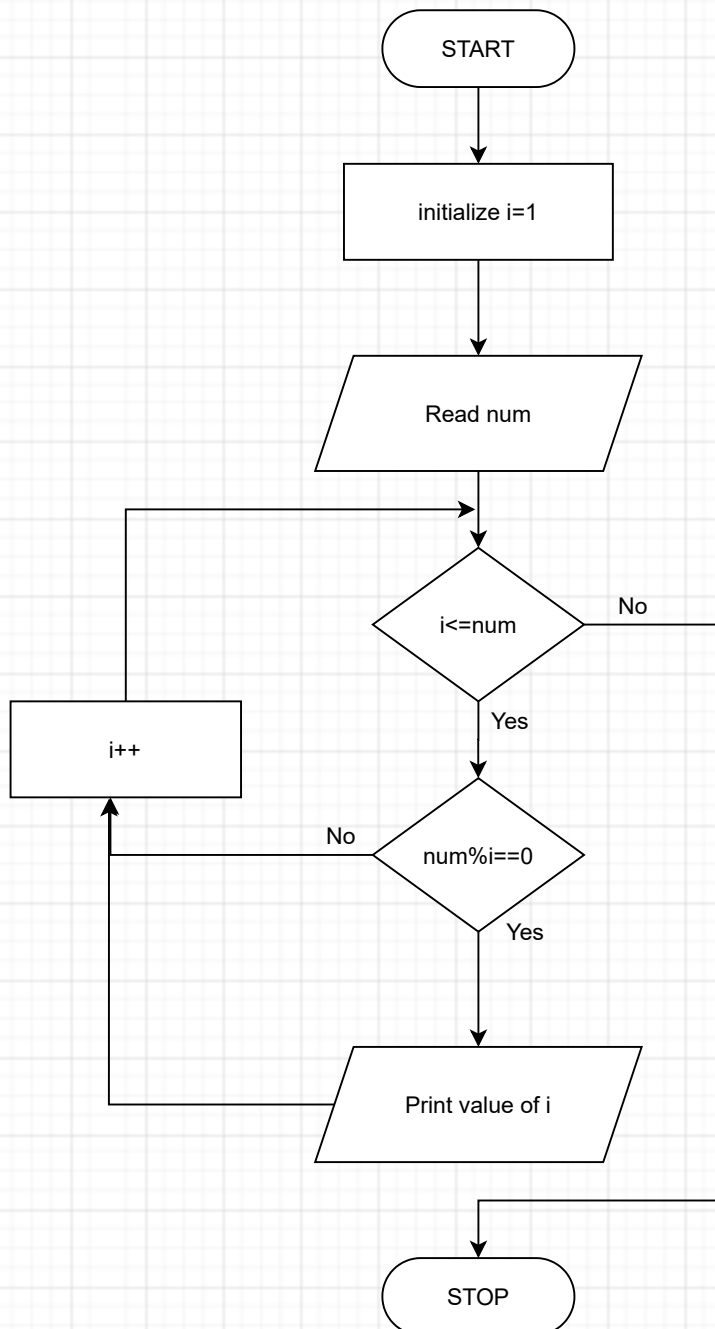 START
initialize i=1
Read num
i<=num
No
Yes
i++
num%i==0
No
Yes
Print value of i
STOP